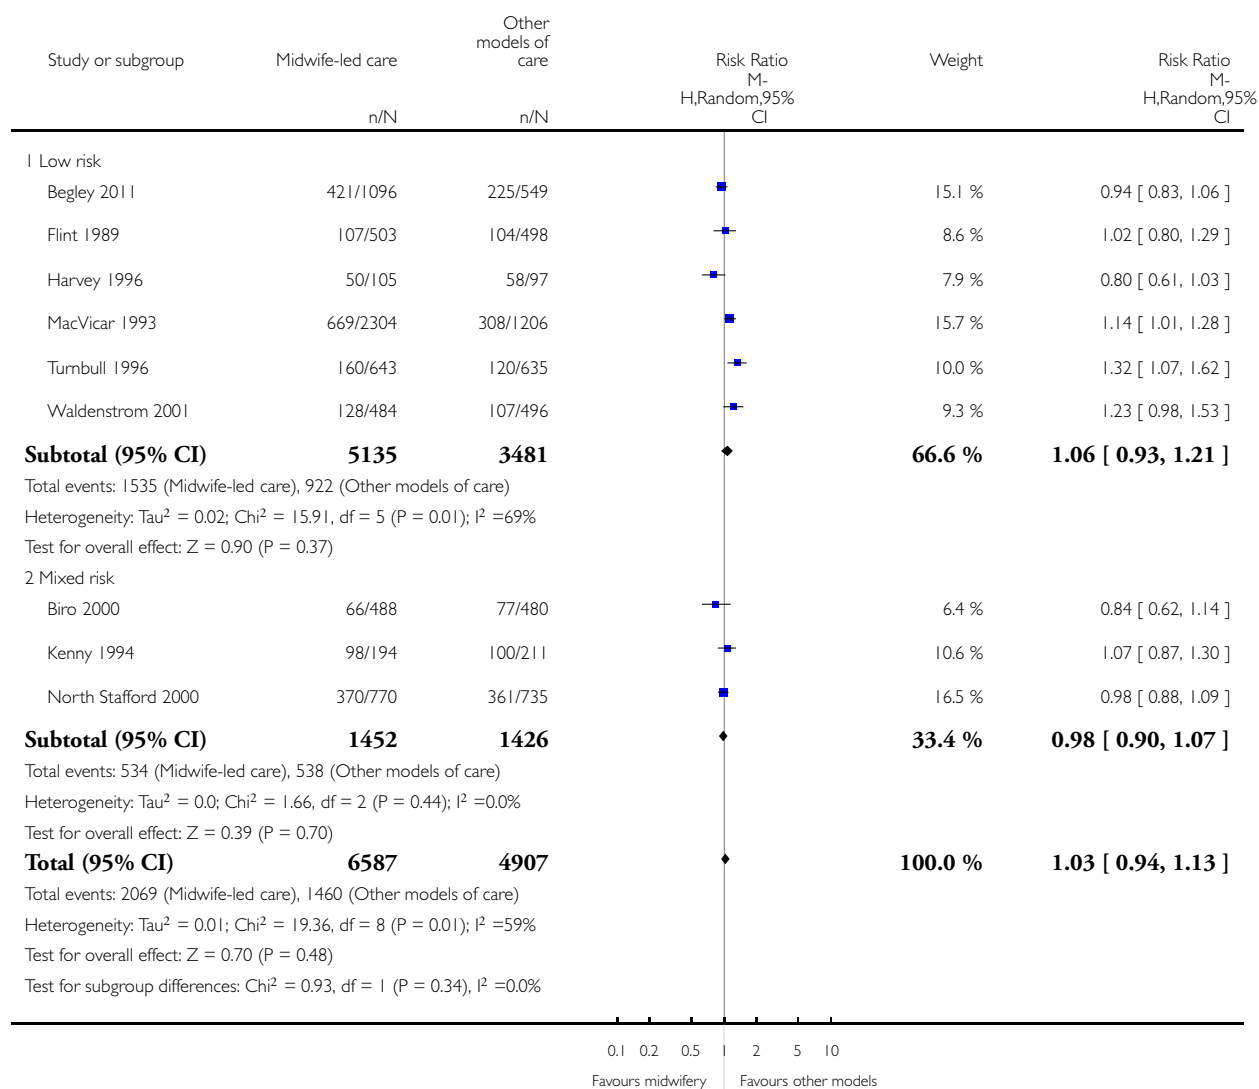 Study or subgroup Midwife-led care Other models of care Risk Ratio Weight Risk Ratio
n/N n/N M-H,Random,95% CI M-H,Random,95% CI
1 Low risk
Begley 2011 421/1096 225/549 15.1 % 0.94 [ 0.83, 1.06 ]
Flint 1989 107/503 104/498 8.6 % 1.02 [ 0.80, 1.29 ]
Harvey 1996 50/105 58/97 7.9 % 0.80 [ 0.61, 1.03 ]
MacVicar 1993 669/2304 308/1206 15.7 % 1.14 [ 1.01, 1.28 ]
Turnbull 1996 160/643 120/635 10.0 % 1.32 [ 1.07, 1.62 ]
Waldenstrom 2001 128/484 107/496 9.3 % 1.23 [ 0.98, 1.53 ]
Subtotal (95% CI) 5135 3481 66.6 % 1.06 [ 0.93, 1.21 ]
Total events: 1535 (Midwife-led care), 922 (Other models of care)
Heterogeneity: Tau² = 0.02; Chi² = 15.91, df = 5 (P = 0.01); I² =69%
Test for overall effect: Z = 0.90 (P = 0.37)
2 Mixed risk
Biro 2000 66/488 77/480 6.4 % 0.84 [ 0.62, 1.14 ]
Kenny 1994 98/194 100/211 10.6 % 1.07 [ 0.87, 1.30 ]
North Stafford 2000 370/770 361/735 16.5 % 0.98 [ 0.88, 1.09 ]
Subtotal (95% CI) 1452 1426 33.4 % 0.98 [ 0.90, 1.07 ]
Total events: 534 (Midwife-led care), 538 (Other models of care)
Heterogeneity: Tau² = 0.0; Chi² = 1.66, df = 2 (P = 0.44); I² =0.0%
Test for overall effect: Z = 0.39 (P = 0.70)
Total (95% CI) 6587 4907 100.0 % 1.03 [ 0.94, 1.13 ]
Total events: 2069 (Midwife-led care), 1460 (Other models of care)
Heterogeneity: Tau² = 0.01; Chi² = 19.36, df = 8 (P = 0.01); I² =59%
Test for overall effect: Z = 0.70 (P = 0.48)
Test for subgroup differences: Chi² = 0.93, df = 1 (P = 0.34), I² =0.0%
0.1 0.2 0.5 1 2 5 10
Favours midwifery Favours other models